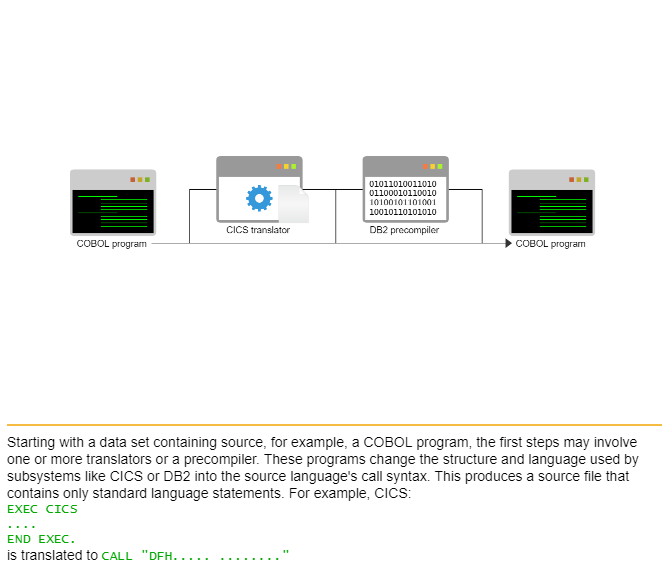 01011010011010
01100010110010
10100101101001
10010110101010
COBOL program
CICS translator
DB2 precompiler
COBOL program
Starting with a data set containing source, for example, a COBOL program, the first steps may involve
one or more translators or a precompiler. These programs change the structure and language used by
subsystems like CICS or DB2 into the source language's call syntax. This produces a source file that
contains only standard language statements. For example, CICS:
EXEC CICS
....
END EXEC.
is translated to CALL "DFH..... ........"